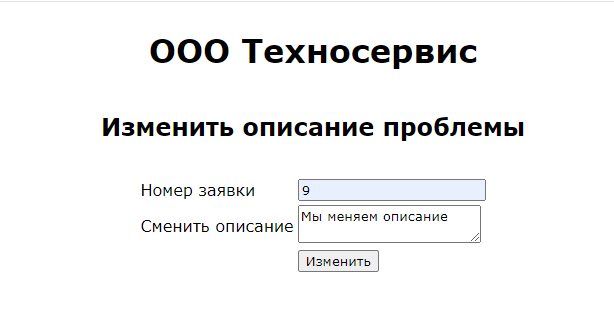 ООО Техносервис
Изменить описание проблемы
Номер заявки 9
Сменить описание Мы меняем описание
Изменить